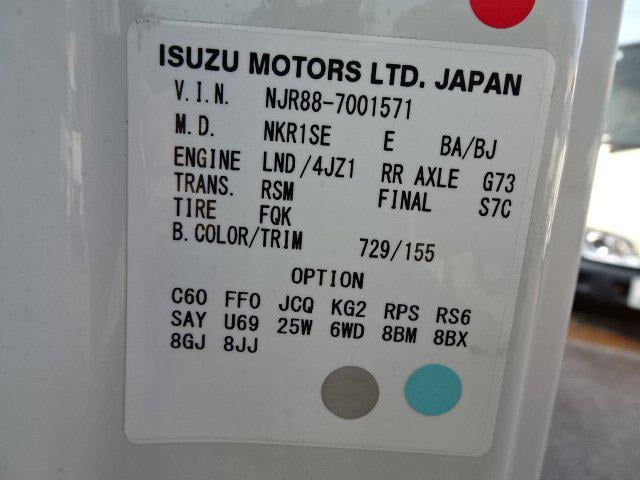 ISUZU MOTORS LTD. JAPAN
V.I.N. NJR88-7001571
M.D. NKR1SE E BA/BJ
ENGINE LND/4JZ1 RR AXLE G73
TRANS. RSM FINAL S7C
TIRE FQK
B.COLOR/TRIM 729/155
OPTION
C60 FF0 JCQ KG2 RPS RS6
SAY U69 25W 6WD 8BM 8BX
8GJ 8JJ